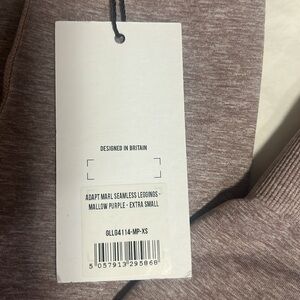 DESIGNED IN BRITAIN
ADAPT MARL SEAMLESS LEGGINGS -
MALLOW PURPLE - EXTRA SMALL
GLLG4114-MP-XS
5 057913 295868